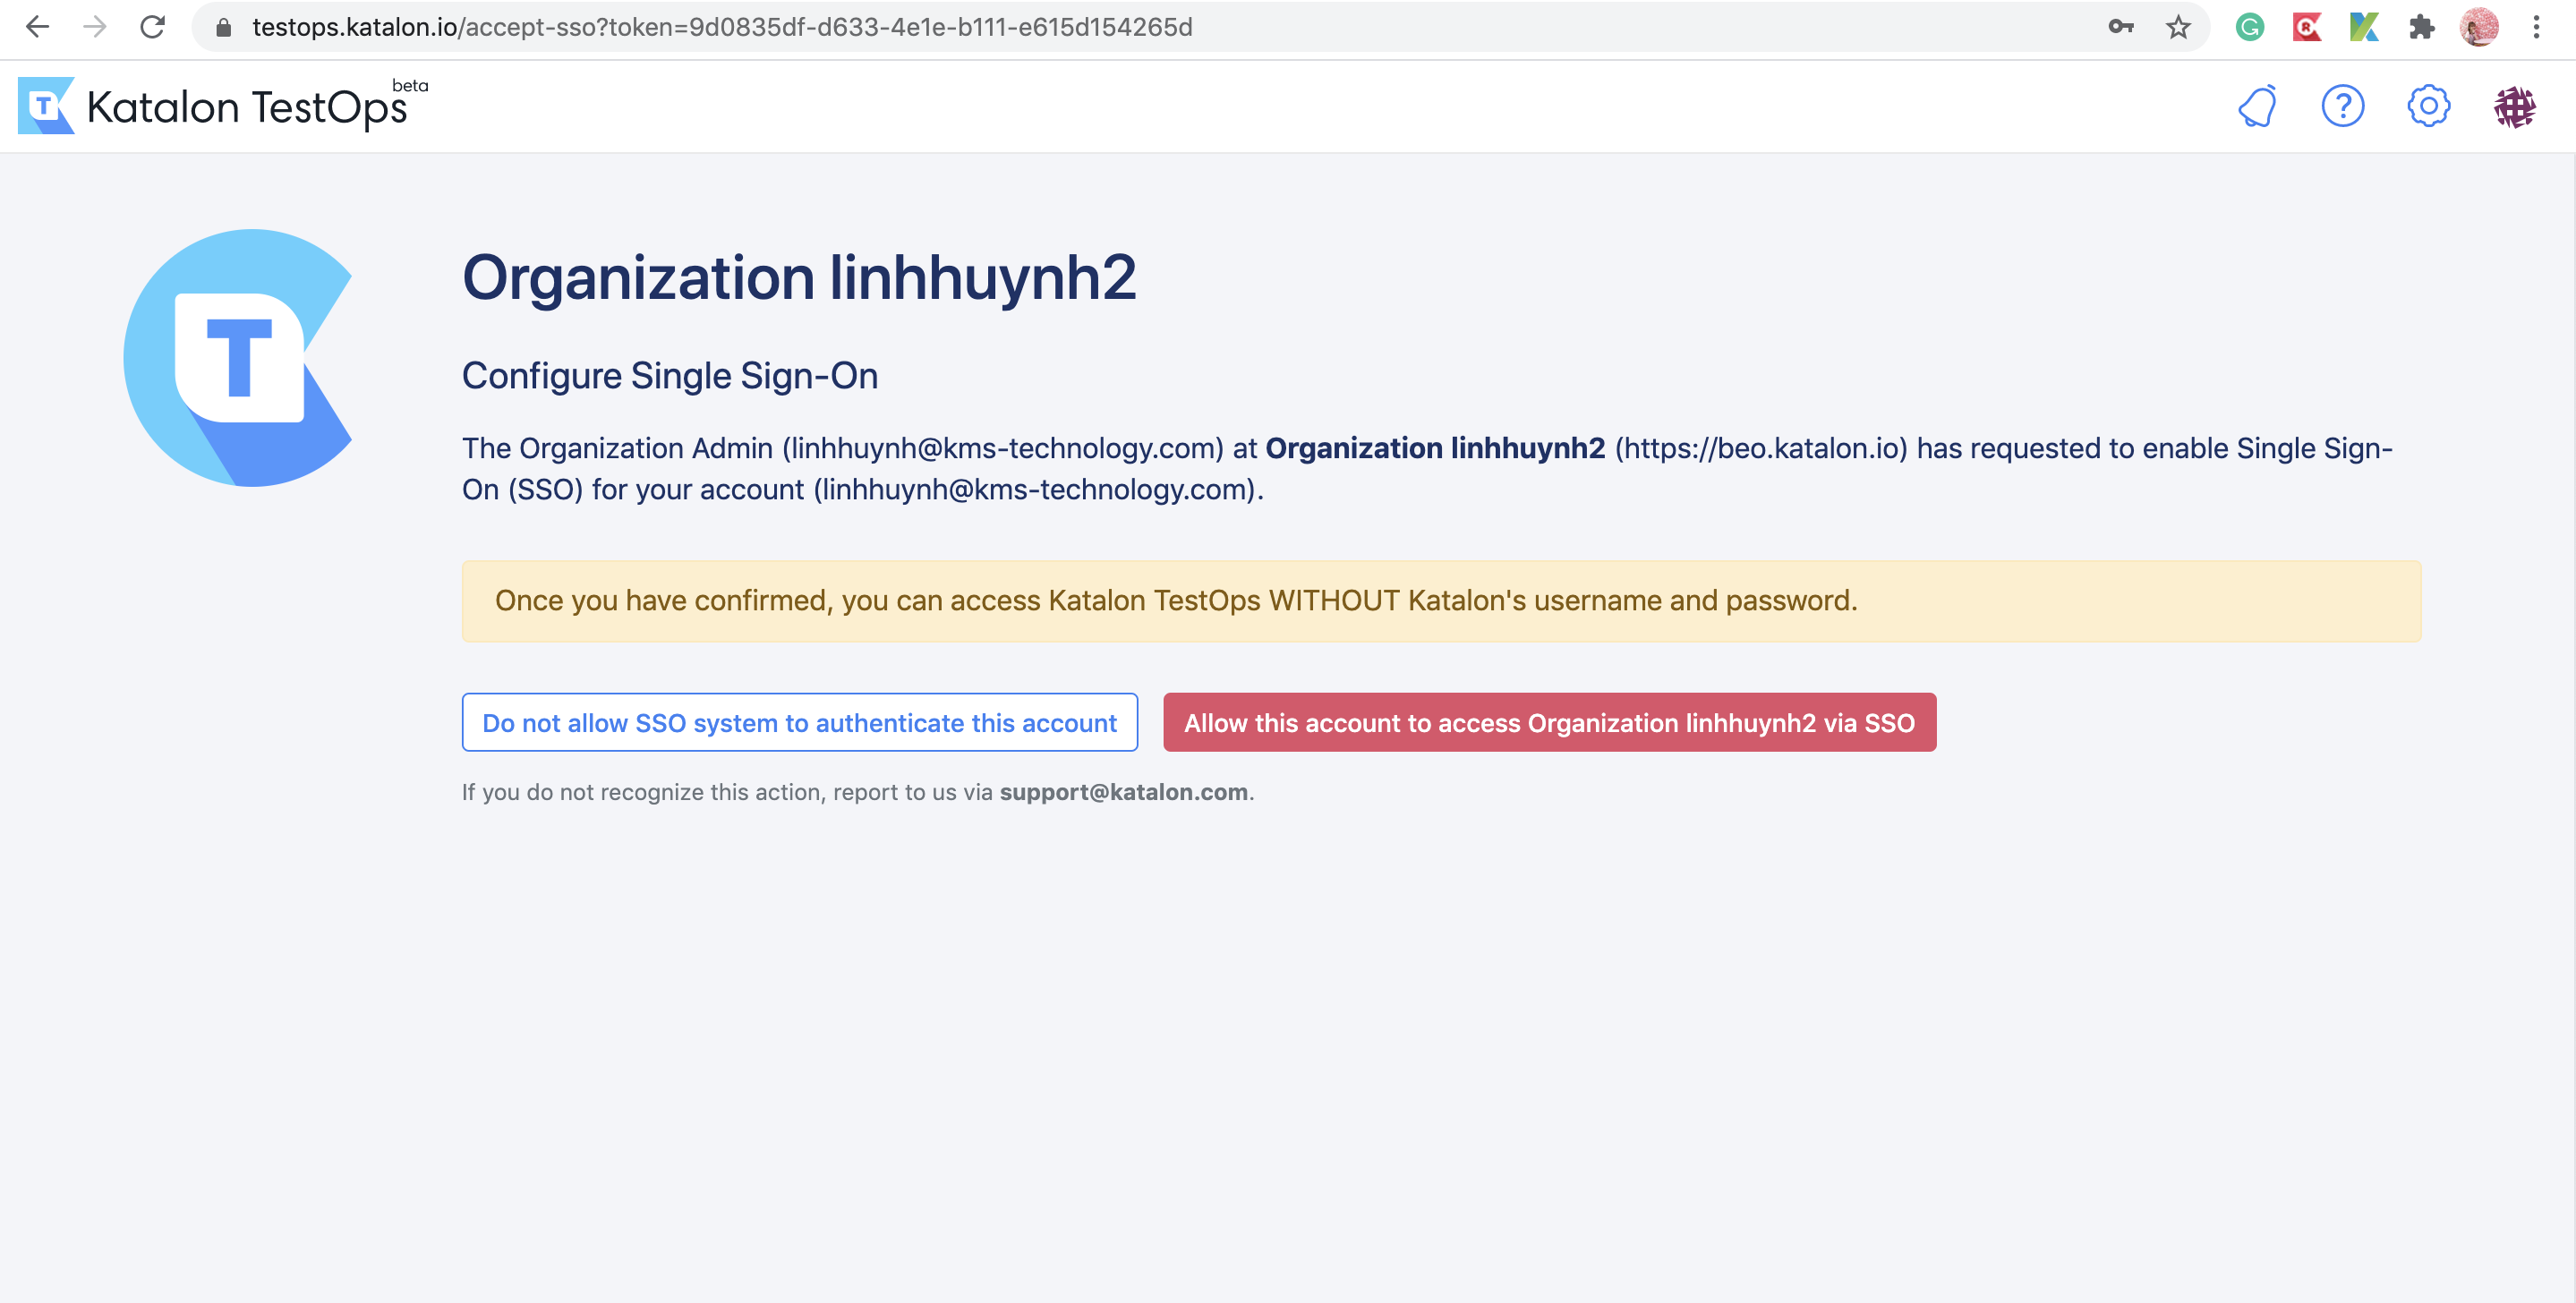 testops.katalon.io/accept-sso?token=9d0835df-d633-4e1e-b111-e615d154265d
T Katalon TestOps beta
T
Organization linhhuynh2
Configure Single Sign-On
The Organization Admin (linhhuynh@kms-technology.com) at Organization linhhuynh2 (https://beo.katalon.io) has requested to enable Single Sign-
On (SSO) for your account (linhhuynh@kms-technology.com).
Once you have confirmed, you can access Katalon TestOps WITHOUT Katalon's username and password.
Do not allow SSO system to authenticate this account
Allow this account to access Organization linhhuynh2 via SSO
If you do not recognize this action, report to us via support@katalon.com.